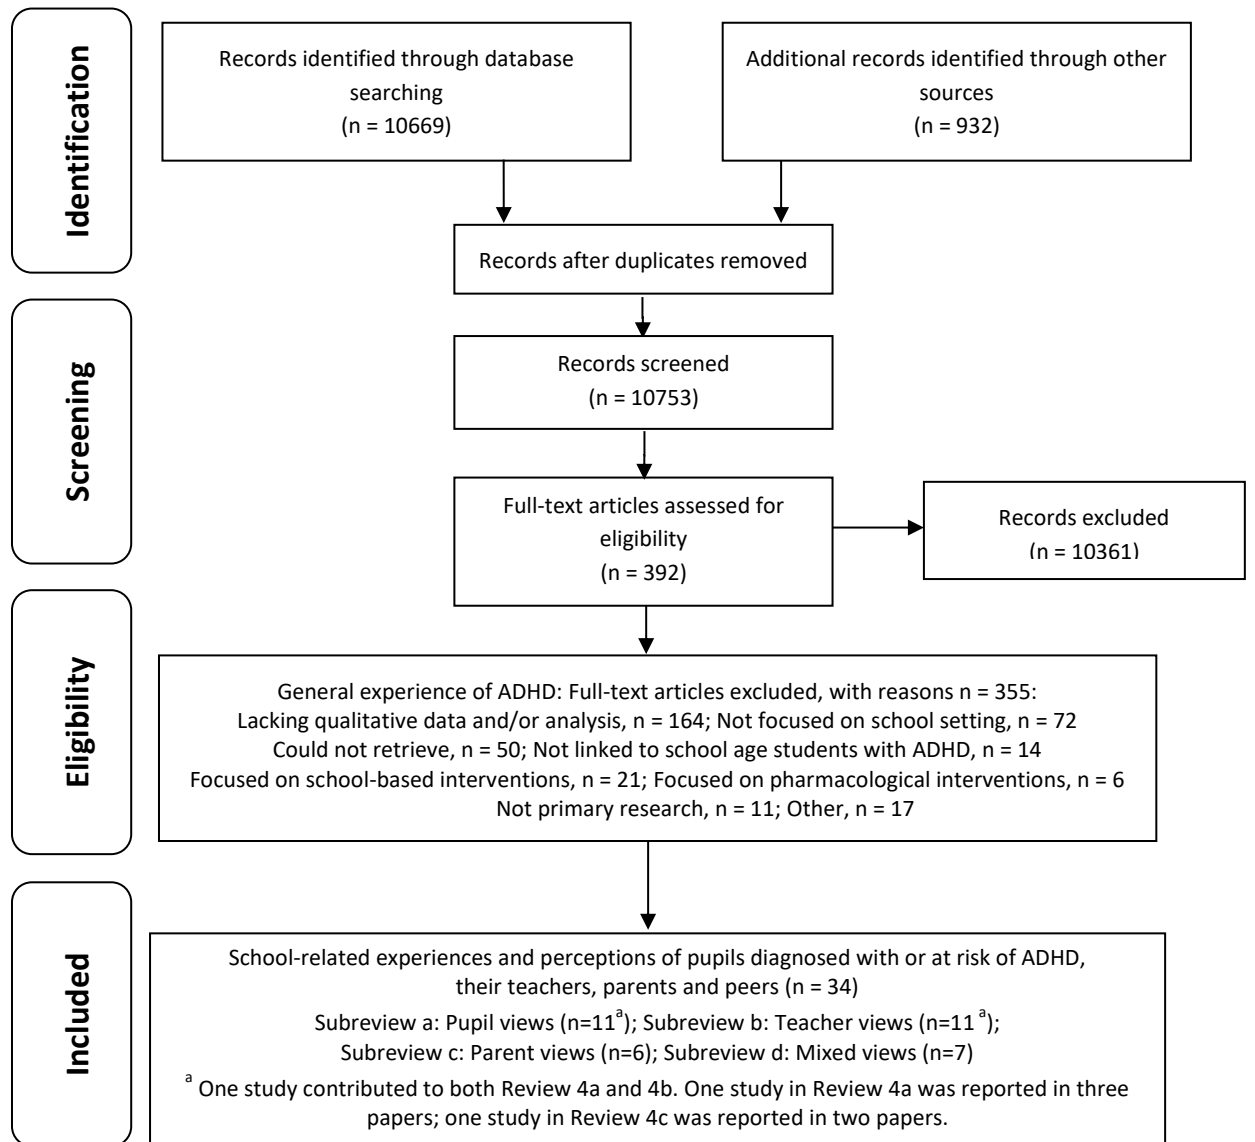 Identification
Records identified through database
searching
(n = 10669)
Additional records identified through other
sources
(n = 932)
Records after duplicates removed
Screening
Records screened
(n = 10753)
Full-text articles assessed for
eligibility
(n = 392)
Records excluded
(n = 10361)
Eligibility
General experience of ADHD: Full-text articles excluded, with reasons n = 355:
Lacking qualitative data and/or analysis, n = 164; Not focused on school setting, n = 72
Could not retrieve, n = 50; Not linked to school age students with ADHD, n = 14
Focused on school-based interventions, n = 21; Focused on pharmacological interventions, n = 6
Not primary research, n = 11; Other, n = 17
Included
School-related experiences and perceptions of pupils diagnosed with or at risk of ADHD,
their teachers, parents and peers (n = 34)
Subreview a: Pupil views (n=11a); Subreview b: Teacher views (n=11 a);
Subreview c: Parent views (n=6); Subreview d: Mixed views (n=7)
a One study contributed to both Review 4a and 4b. One study in Review 4a was reported in three
papers; one study in Review 4c was reported in two papers.